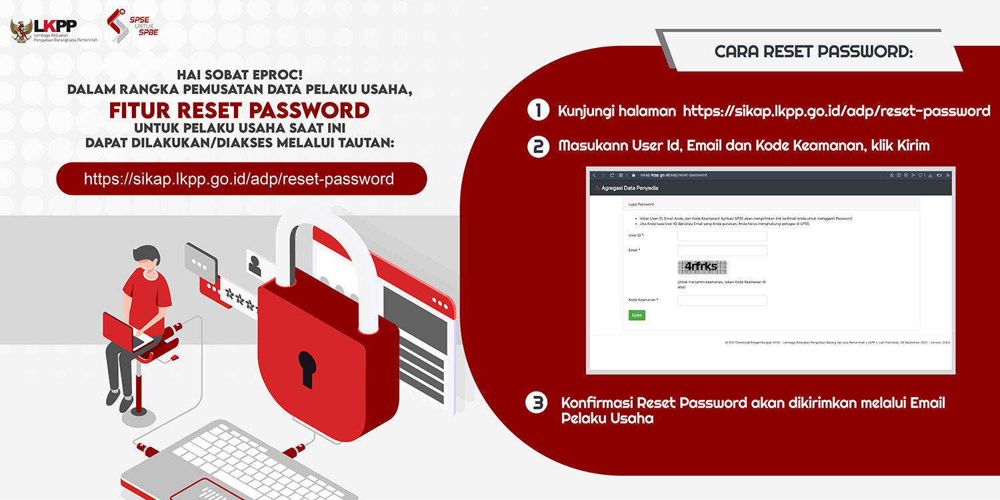 LKPP
Lembaga Kebijakan
Pengadaan Barang/Jasa Pemerintah
SPSE
UNTUK
SPBE
HAI SOBAT EPROC!
DALAM RANGKA PEMUSATAN DATA PELAKU USAHA,
FITUR RESET PASSWORD
UNTUK PELAKU USAHA SAAT INI
DAPAT DILAKUKAN/DIAKSES MELALUI TAUTAN:
https://sikap.lkpp.go.id/adp/reset-password
****
CARA RESET PASSWORD:
1 Kunjungi halaman https://sikap.lkpp.go.id/adp/reset-password
2 Masukann User Id, Email dan Kode Keamanan, klik Kirim
sikap.lkpp.go.id/adp/reset-password
Agregasi Data Penyedia
Lupa Password
• Isikan User ID, Email Anda, dan Kode Keamanan! Aplikasi SPSE akan mengirimkan link ke Email Anda untuk mengganti Password.
• Jika Anda lupa User ID dan/atau Email yang Anda gunakan, Anda harus menghubungi petugas di LPSE.
User ID *
Email *
4rfrks
Untuk menjamin keamanan, isikan Kode Keamanan di
atas!
Kode Keamanan *
kirim
© 2021 Direktorat Pengembangan SPSE - Lembaga Kebijakan Pengadaan Barang dan jasa Pemerintah ( LKPP ), Last Published: 24 September 2021 | Version: 2.8.0
3 Konfirmasi Reset Password akan dikirimkan melalui Email
Pelaku Usaha